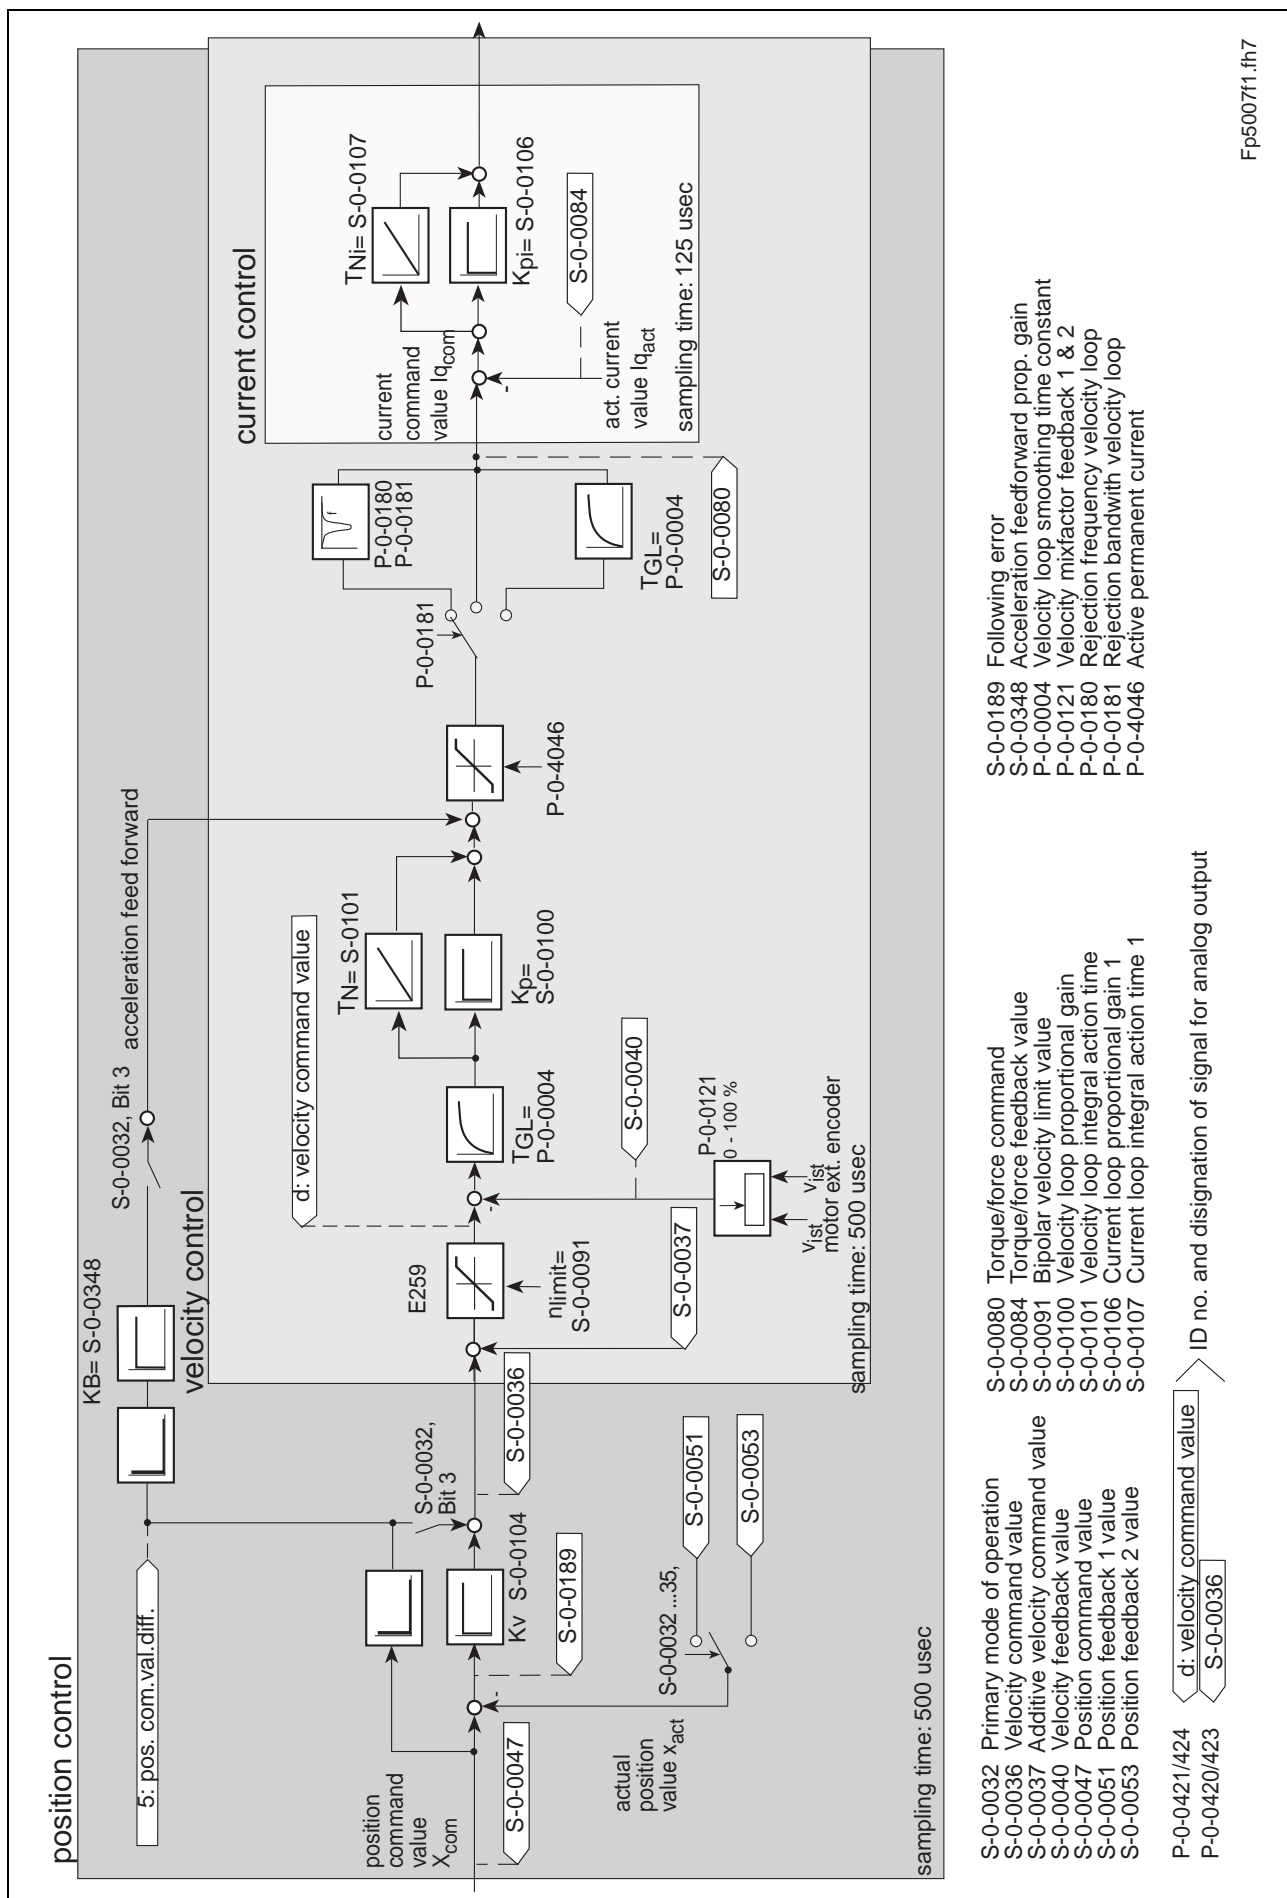 position control
5: pos. com.val.diff.
KB= S-0-0348
S-0-0032, Bit 3
acceleration feed forward
velocity control
current control
position
command
value
Xcom
S-0-0047
actual
position
value xact
Kv S-0-0104
S-0-0189
S-0-0032,
Bit 3
S-0-0036
S-0-0032 ...35,
S-0-0051
S-0-0053
sampling time: 500 usec
E259
nlimit=
S-0-0091
S-0-0037
d: velocity command value
TGL=
P-0-0004
S-0-0040
P-0-0121
0 - 100 %
vist
motor
vist
ext. encoder
sampling time: 500 usec
TN= S-0101
Kp=
S-0-0100
P-0-4046
P-0-0181
P-0-0180
P-0-0181
f
TGL=
P-0-0004
S-0-0080
current
command
value Iqcom
TNi= S-0-0107
Kpi= S-0-0106
S-0-0084
act. current
value Iqact
sampling time: 125 usec
S-0-0032 Primary mode of operation
S-0-0036 Velocity command value
S-0-0037 Additive velocity command value
S-0-0040 Velocity feedback value
S-0-0047 Position command value
S-0-0051 Position feedback 1 value
S-0-0053 Position feedback 2 value
S-0-0080 Torque/force command
S-0-0084 Torque/force feedback value
S-0-0091 Bipolar velocity limit value
S-0-0100 Velocity loop proportional gain
S-0-0101 Velocity loop integral action time
S-0-0106 Current loop proportional gain 1
S-0-0107 Current loop integral action time 1
S-0-0189 Following error
S-0-0348 Acceleration feedforward prop. gain
P-0-0004 Velocity loop smoothing time constant
P-0-0121 Velocity mixfactor feedback 1 & 2
P-0-0180 Rejection frequency velocity loop
P-0-0181 Rejection bandwith velocity loop
P-0-4046 Active permanent current
P-0-0421/424 d: velocity command value
P-0-0420/423 S-0-0036
ID no. and disignation of signal for analog output
Fp5007f1.fh7